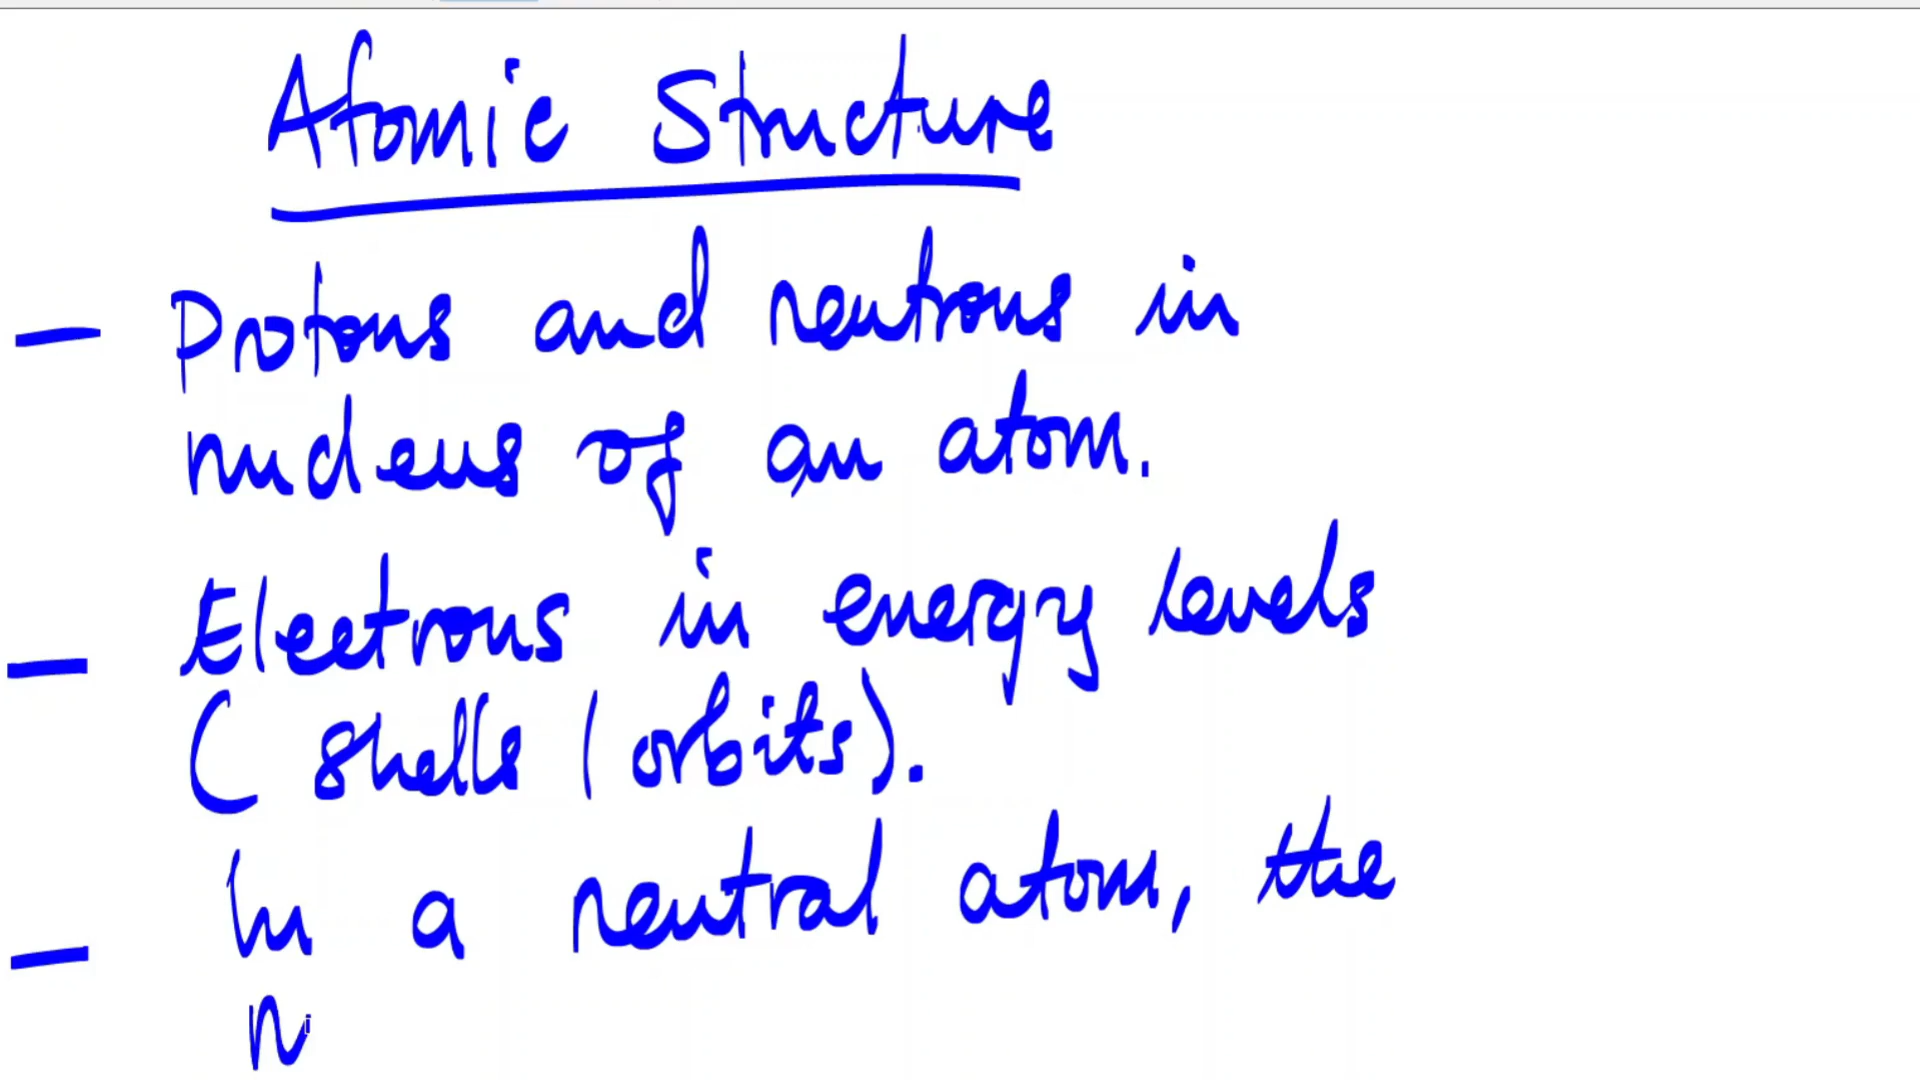 Atomic Structure
— Protons and neutrons in
nucleus of an atom.
— Electrons in energy levels
(shells / orbits).
— In a neutral atom, the
n